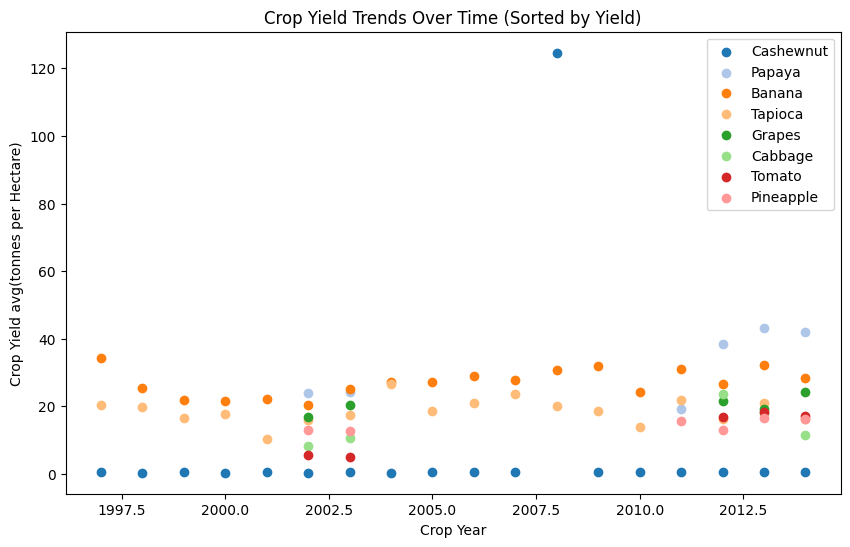 Crop Yield Trends Over Time (Sorted by Yield)
Crop Yield avg(tonnes per Hectare)
120
100
80
60
40
20
0
Cashewnut
Papaya
Banana
Tapioca
Grapes
Cabbage
Tomato
Pineapple
1997.5 2000.0 2002.5 2005.0 2007.5 2010.0 2012.5
Crop Year